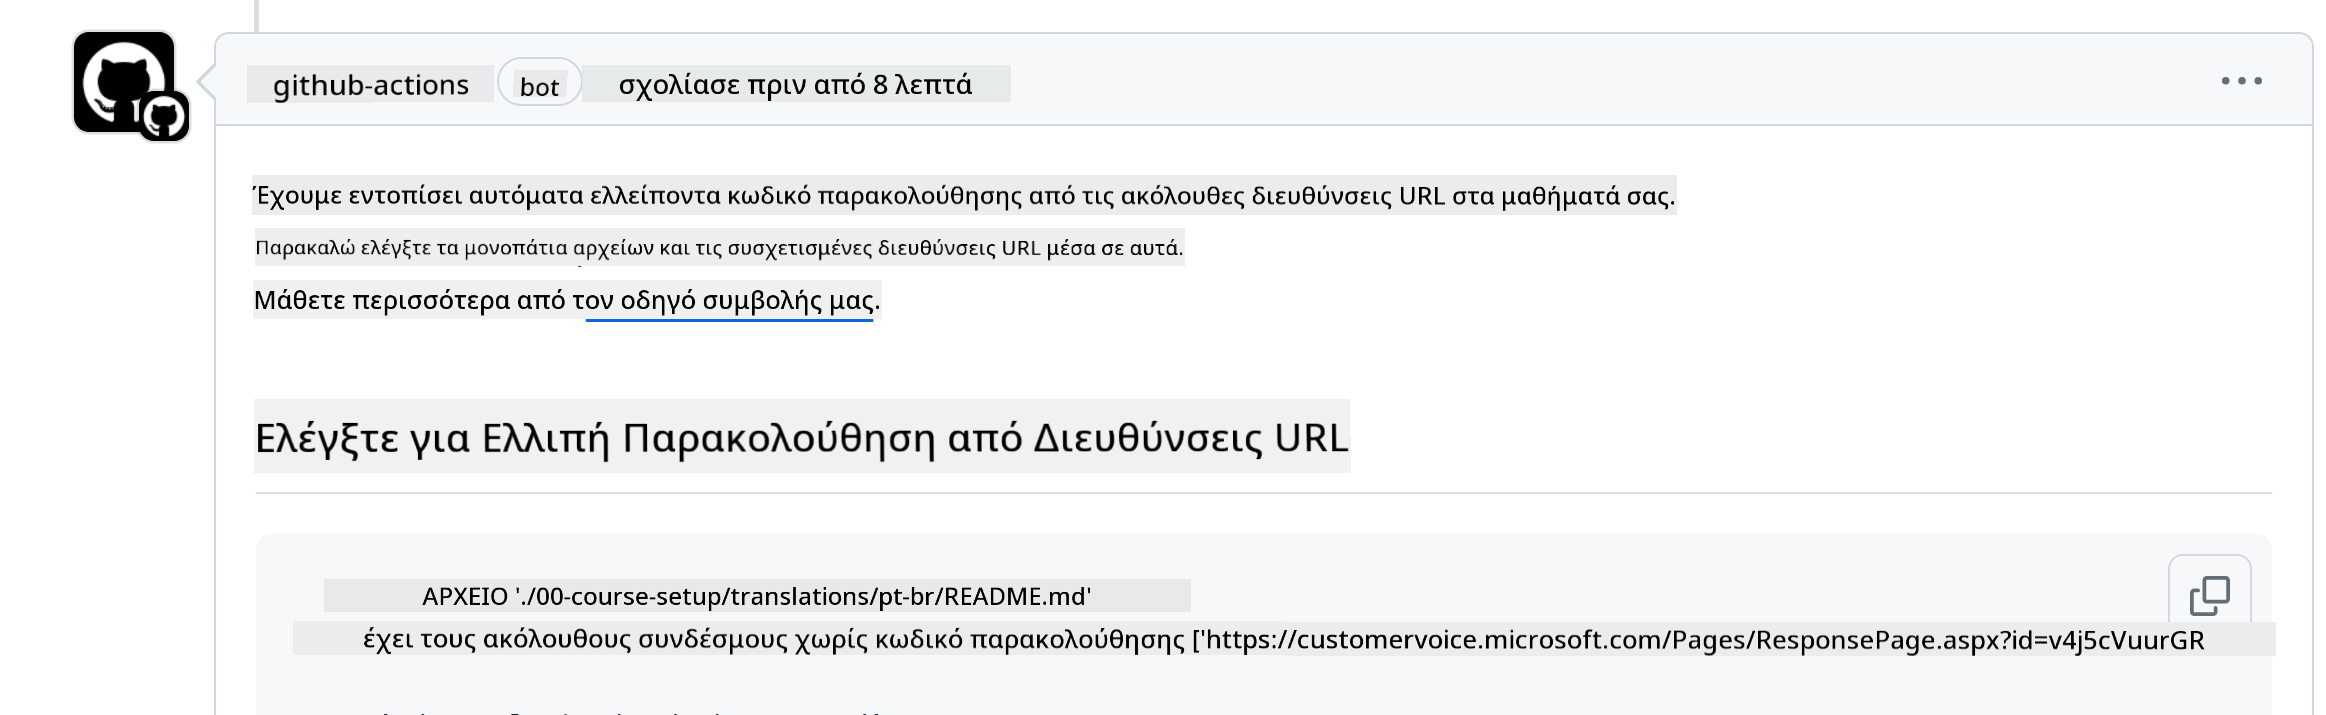 github-actions bot σχολίασε πριν από 8 λεπτά
Έχουμε εντοπίσει αυτόματα ελλείποντα κωδικό παρακολούθησης από τις ακόλουθες διευθύνσεις URL στα μαθήματά σας.
Παρακαλώ ελέγξτε τα μονοπάτια αρχείων και τις συσχετισμένες διευθύνσεις URL μέσα σε αυτά.
Μάθετε περισσότερα από τον οδηγό συμβολής μας.
Ελέγξτε για Ελλιπή Παρακολούθηση από Διευθύνσεις URL
ΑΡΧΕΙΟ './00-course-setup/translations/pt-br/README.md'
έχει τους ακόλουθους συνδέσμους χωρίς κωδικό παρακολούθησης ['https://customervoice.microsoft.com/Pages/ResponsePage.aspx?id=v4j5cVuurGR